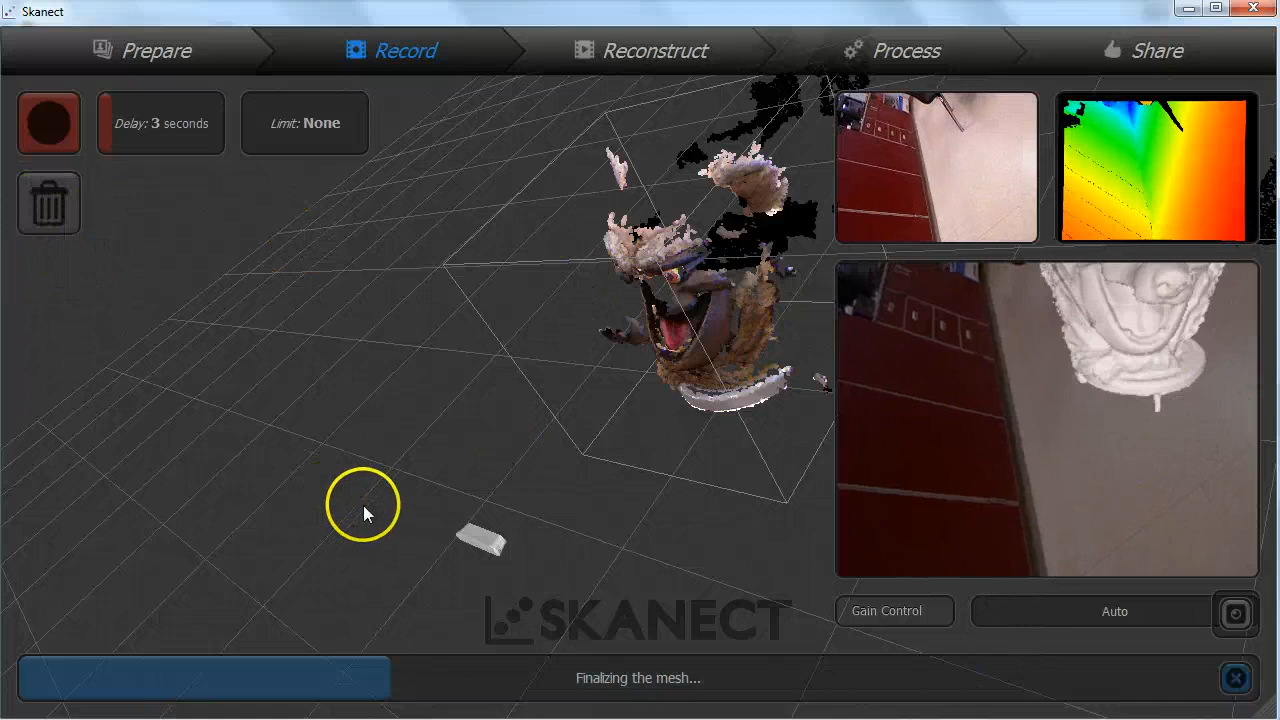 Skanect
Prepare
Record
Reconstruct
Process
Share
Delay: 3 seconds
Limit: None
Gain Control
Auto
SKANECT
Finalizing the mesh...